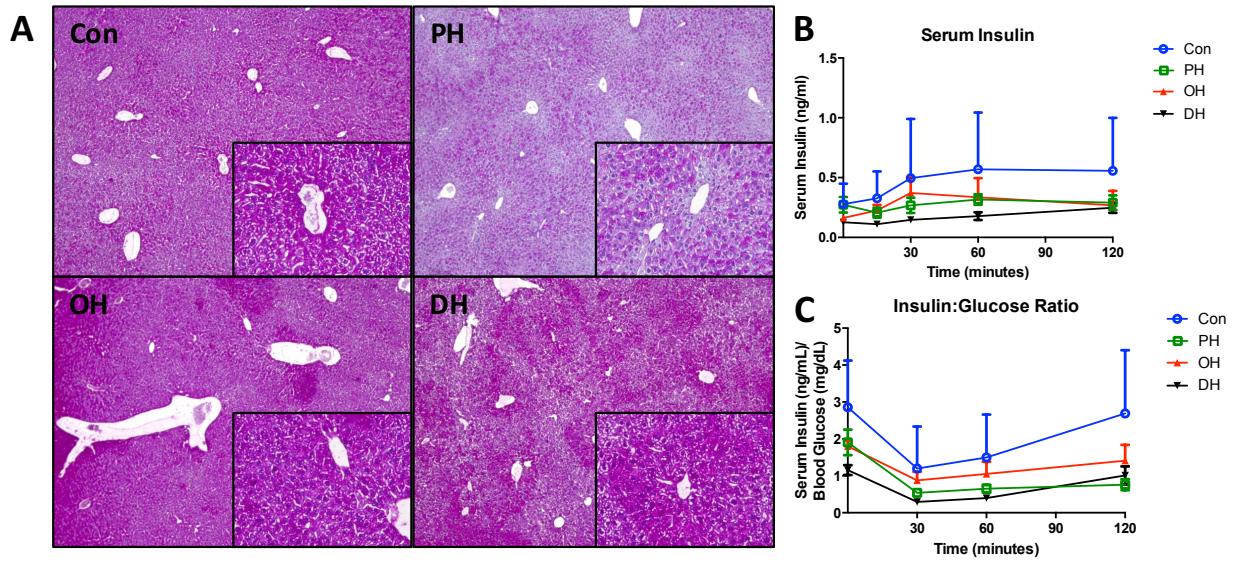 A
Con
PH
OH
DH
B
Serum Insulin
Serum Insulin (ng/ml)
1.5
1.0
0.5
0.0
30
60
90
120
Time (minutes)
Con
PH
OH
DH
C
Insulin:Glucose Ratio
Serum Insulin (ng/mL)/
Blood Glucose (mg/dL)
5
4
3
2
1
0
30
60
90
120
Time (minutes)
Con
PH
OH
DH